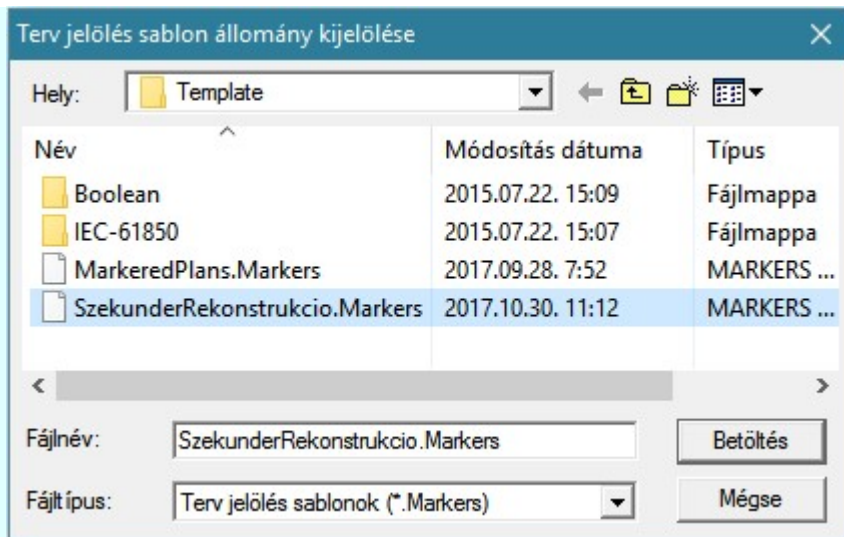 Terv jelölés sablon állomány kijelölése
Hely: Template
Név Módosítás dátuma Típus
Boolean 2015.07.22. 15:09 Fájlmappa
IEC-61850 2015.07.22. 15:07 Fájlmappa
MarkeredPlans.Markers 2017.09.28. 7:52 MARKERS ...
SzekunderRekonstrukcio.Markers 2017.10.30. 11:12 MARKERS ...
Fájlnév: SzekunderRekonstrukcio.Markers Betöltés
Fájltípus: Terv jelölés sablonok (*.Markers) Mégse